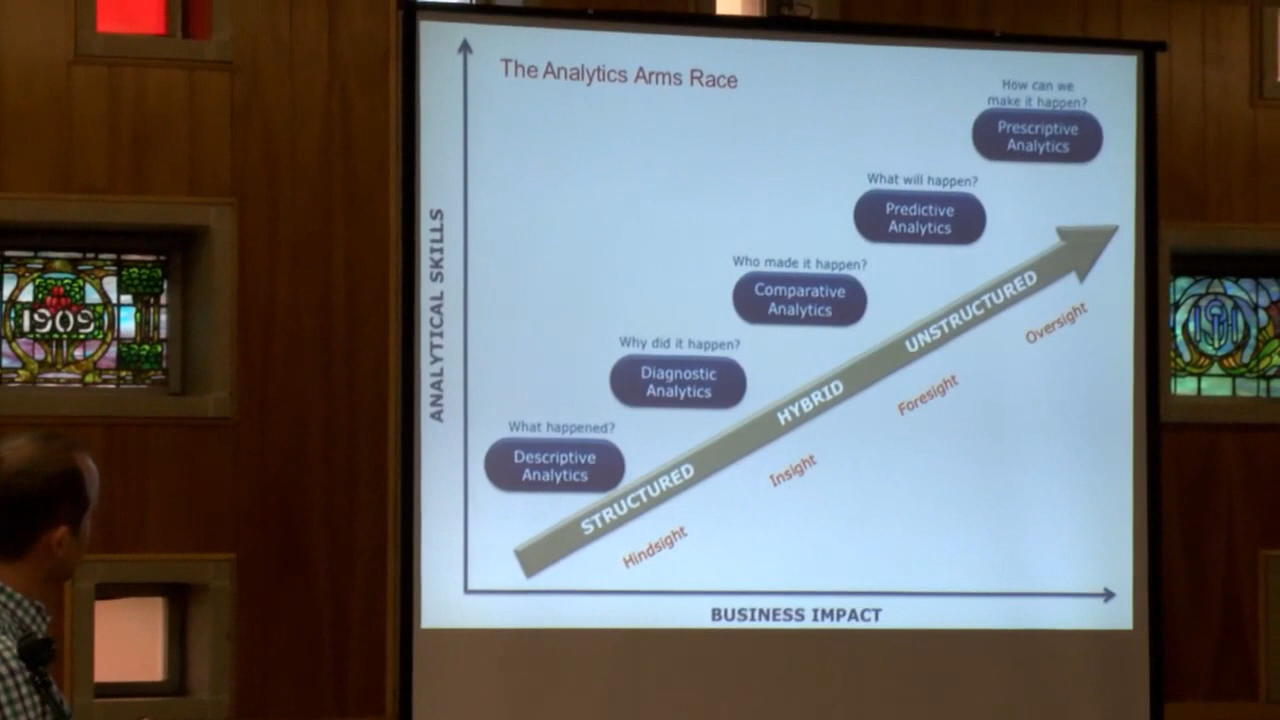 The Analytics Arms Race
How can we
make it happen?
Prescriptive
Analytics
What will happen?
Predictive
Analytics
Who made it happen?
Comparative
Analytics
Why did it happen?
Diagnostic
Analytics
What happened?
Descriptive
Analytics
ANALYTICAL SKILLS
STRUCTURED
HYBRID
UNSTRUCTURED
Hindsight
Insight
Foresight
Oversight
BUSINESS IMPACT
1909